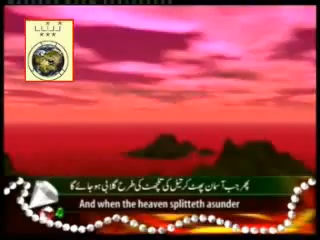 پھر جب آسمان پھٹ کر تیل کی تلچھٹ کی طرح گلابی ہو جائے گا
And when the heaven splitteth asunder